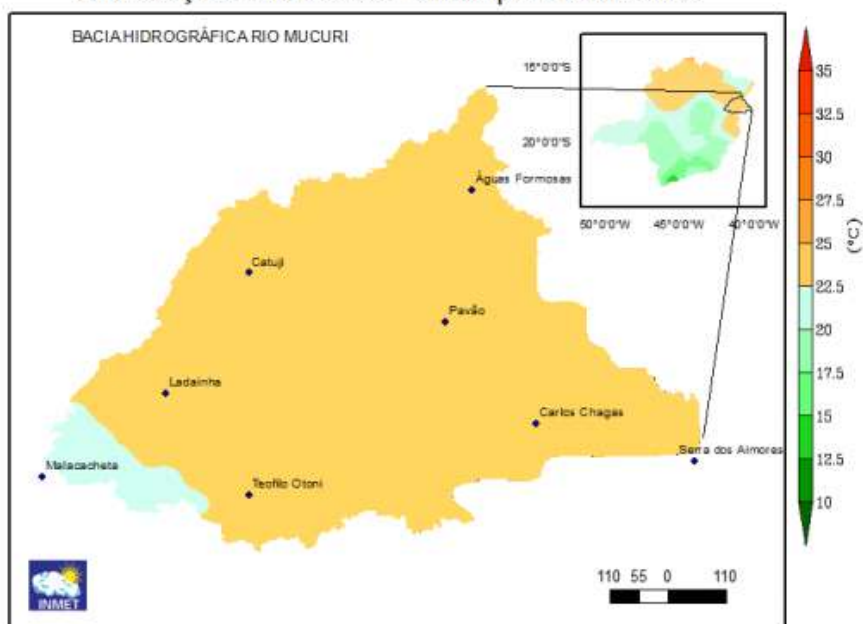 BACIA HIDROGRÁFICA RIO MUCURI
15°0'0"S
20°0'0"S
50°0'0"W 45°0'0"W 40°0'0"W
Águas Formosas
Catuji
Pavão
Ladainha
Carlos Chagas
Malacacheta
Serra dos Aimores
Teofilo Otoni
110 55 0 110
INMET
35
32.5
30
27.5
25
22.5
20
17.5
15
12.5
10
(°C)